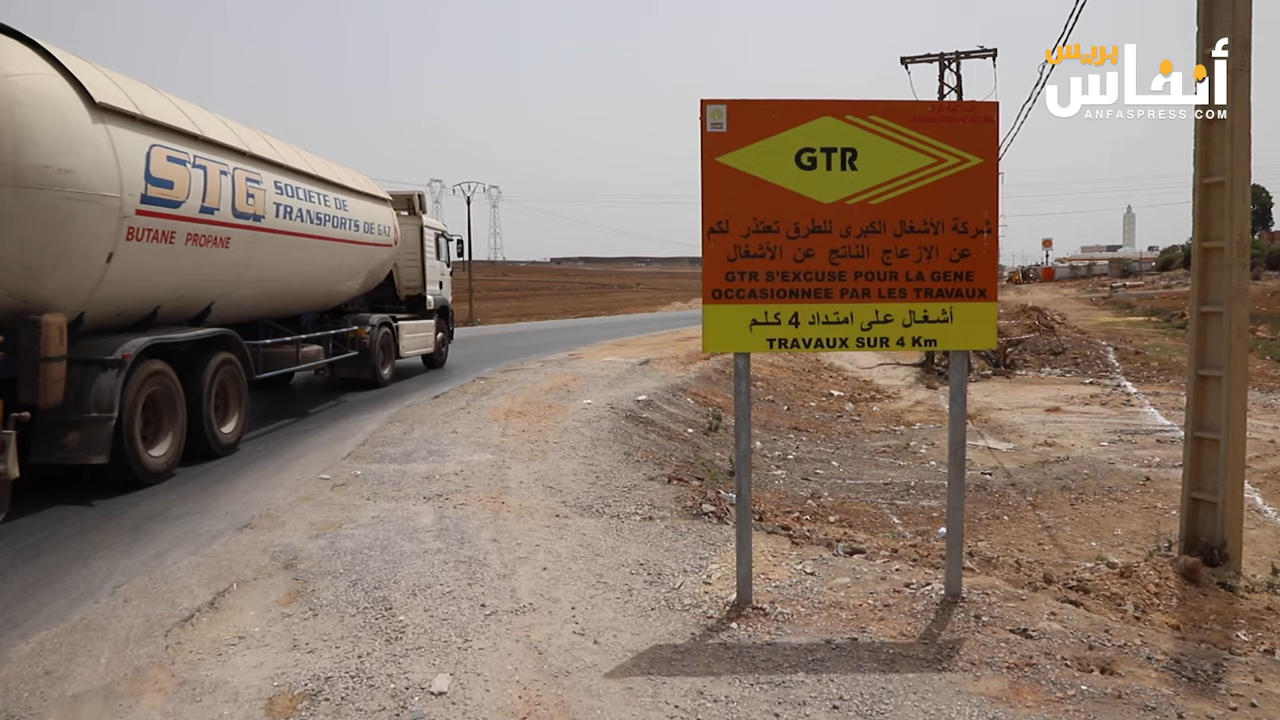 بريس
أنفاس
ANFASPRESS.COM
STG
SOCIETE DE
TRANSPORTS DE GAZ
BUTANE PROPANE
GTR
شركة الأشغال الكبرى للطرق تعتذر لكم
عن الإزعاج الناتج عن الأشغال
GTR S'EXCUSE POUR LA GENE
OCCASIONNEE PAR LES TRAVAUX
أشغال على امتداد 4 كلم
TRAVAUX SUR 4 Km